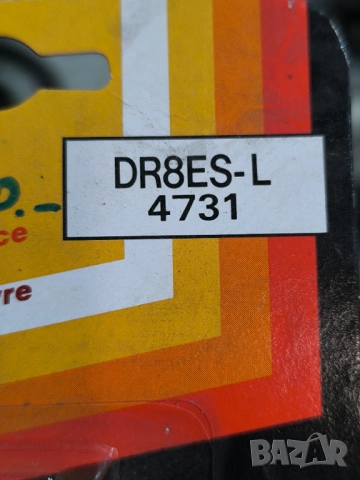 DR8ES-L
4731
ce
re
BAZAR